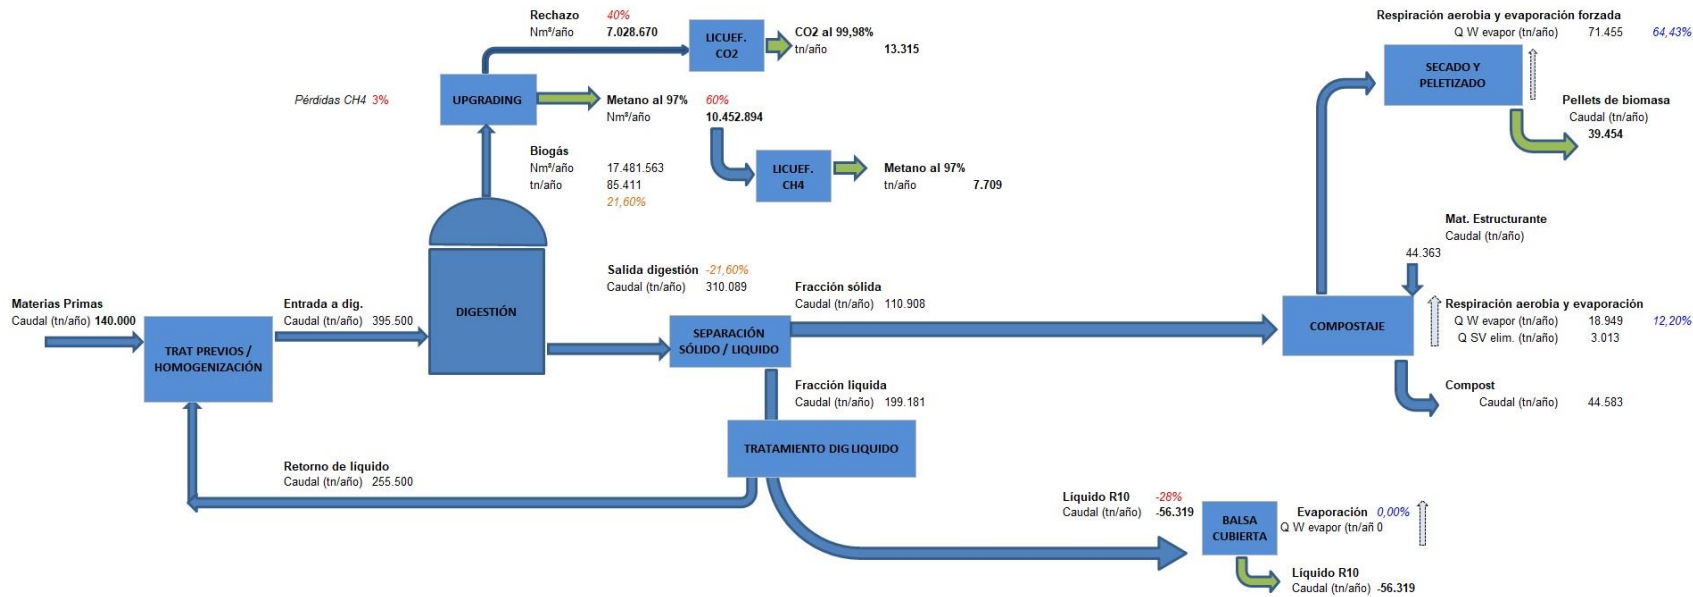 Rechazo 40%
Nm³/año 7.028.670
LICUEF.
CO2
CO2 al 99,98%
tn/año 13.315
Pérdidas CH4 3%
UPGRADING
Metano al 97% 60%
Nm³/año 10.452.894
Biogás
Nm³/año 17.481.563
tn/año 85.411
21,60%
LICUEF.
CH4
Metano al 97%
tn/año 7.709
Respiración aerobia y evaporación forzada
Q W evapor (tn/año) 71.455 64,43%
SECADO Y
PELETIZADO
Pellets de biomasa
Caudal (tn/año)
39.454
Mat. Estructurante
Caudal (tn/año)
44.363
Materias Primas
Caudal (tn/año) 140.000
TRAT PREVIOS /
HOMOGENIZACIÓN
Entrada a dig.
Caudal (tn/año) 395.500
DIGESTIÓN
Salida digestión -21,60%
Caudal (tn/año) 310.089
SEPARACIÓN
SÓLIDO / LIQUIDO
Fracción sólida
Caudal (tn/año) 110.908
COMPOSTAJE
Respiración aerobia y evaporación
Q W evapor (tn/año) 18.949 12,20%
Q SV elim. (tn/año) 3.013
Compost
Caudal (tn/año) 44.583
Fracción liquida
Caudal (tn/año) 199.181
TRATAMIENTO DIG LIQUIDO
Retorno de líquido
Caudal (tn/año) 255.500
Líquido R10 -28%
Caudal (tn/año) -56.319
BALSA
CUBIERTA
Evaporación 0,00%
Q W evapor (tn/añ 0
Líquido R10
Caudal (tn/año) -56.319